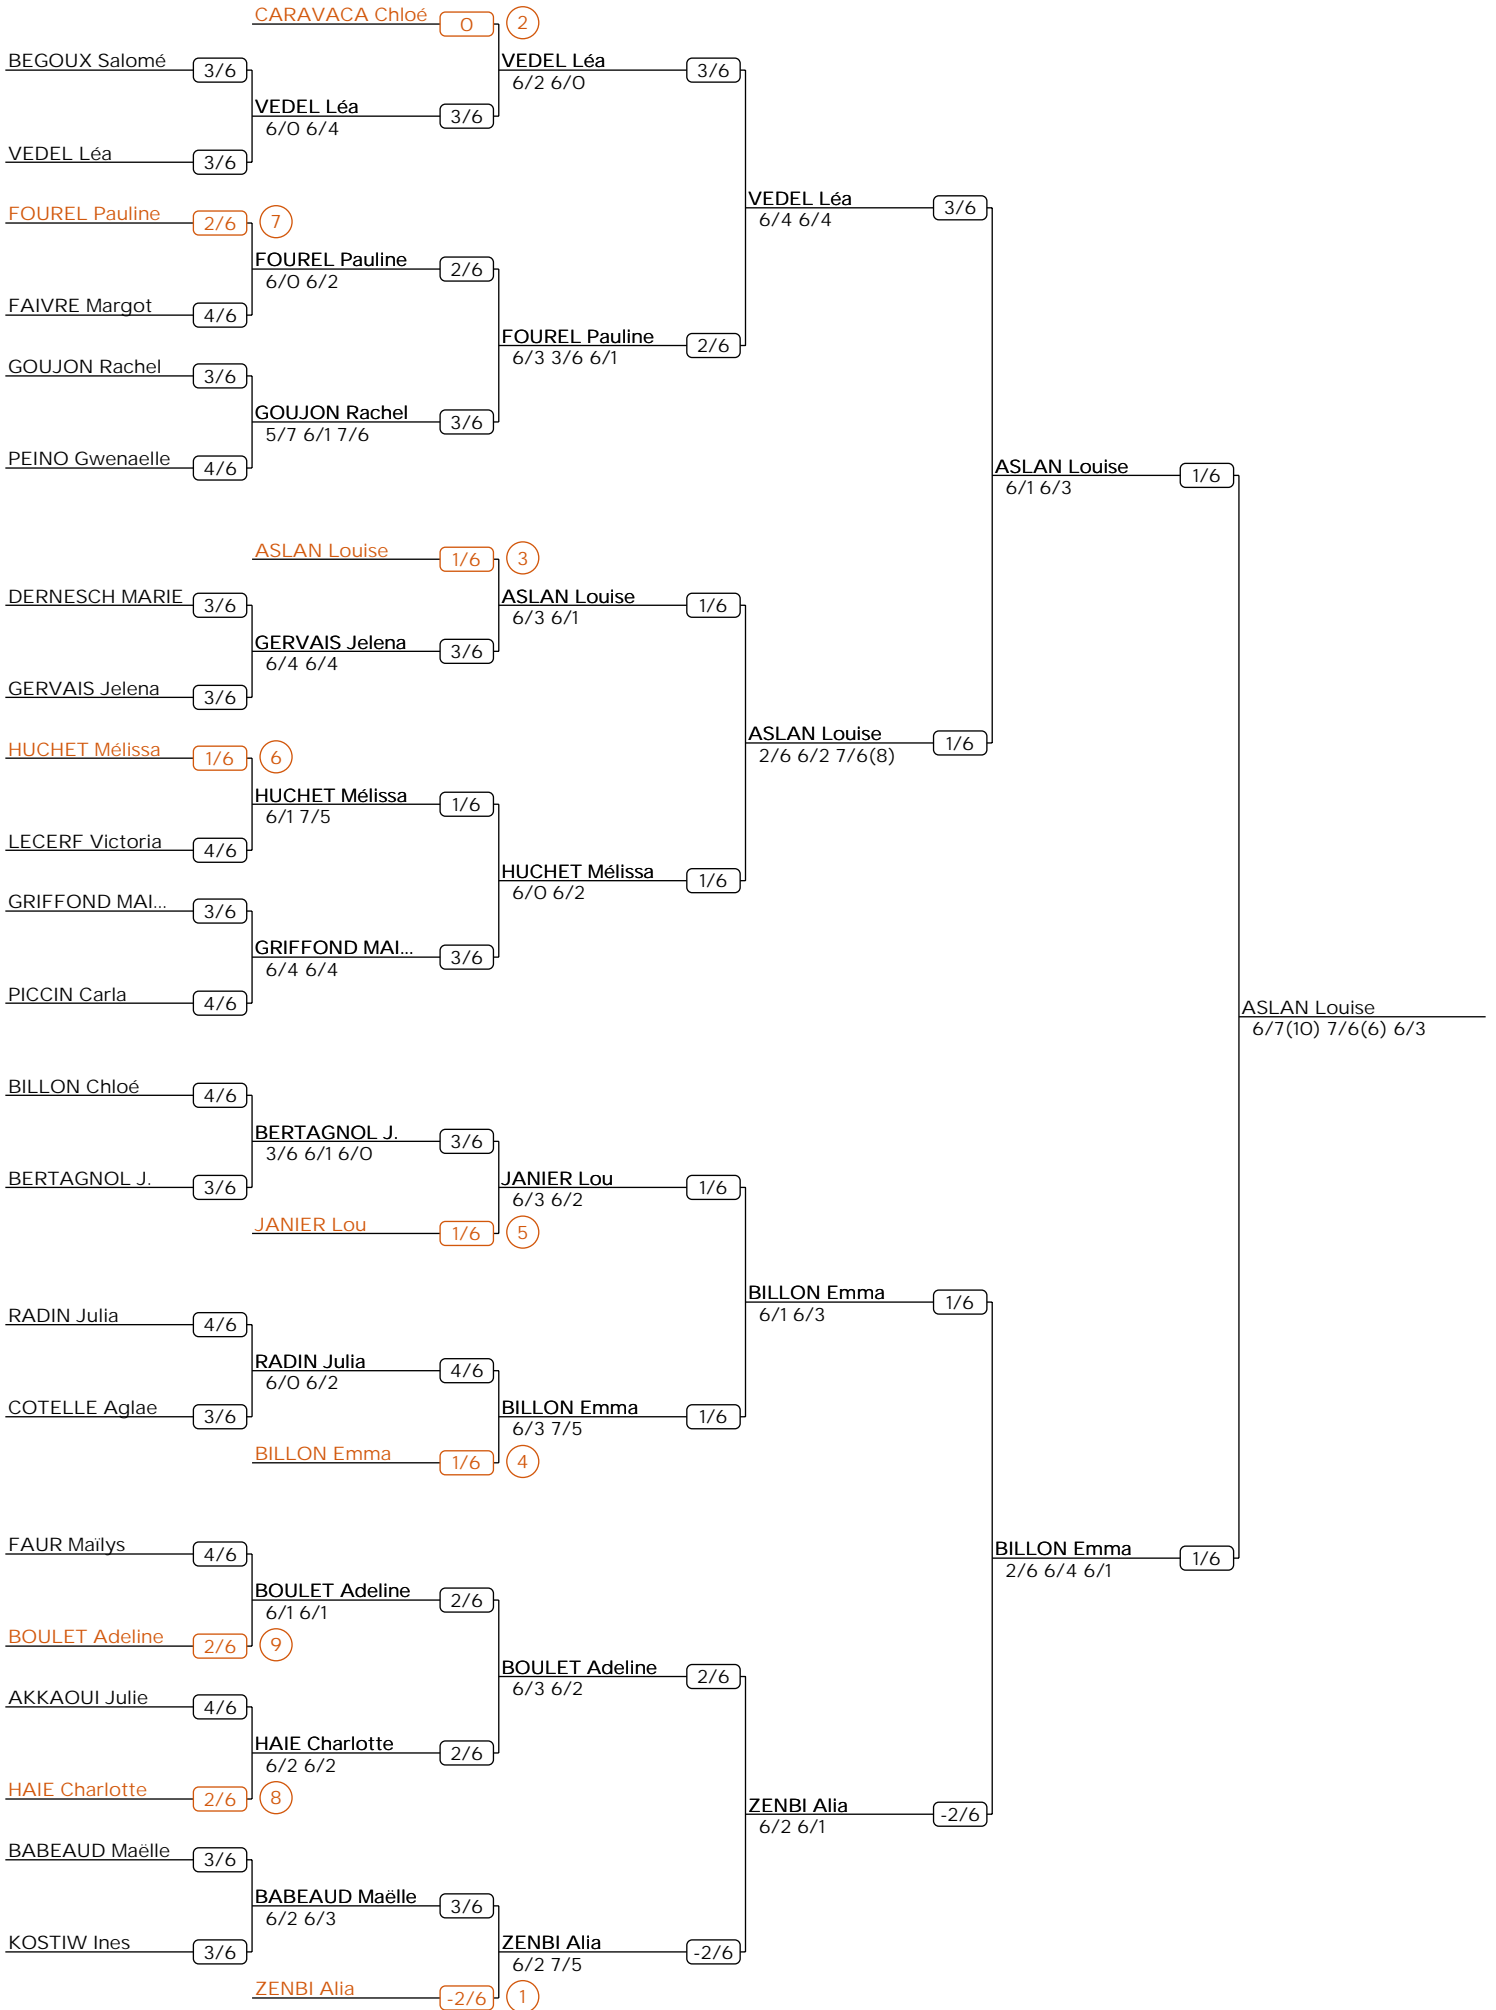 CARAVACA Chloé 0 2
BEGOUX Salomé 3/6
VEDEL Léa 3/6
6/2 6/0
VEDEL Léa 3/6
6/0 6/4
VEDEL Léa 3/6
VEDEL Léa 3/6
6/4 6/4
FOUREL Pauline 2/6 7
FOUREL Pauline 2/6
6/0 6/2
FAIVRE Margot 4/6
FOUREL Pauline 2/6
6/3 3/6 6/1
GOUJON Rachel 3/6
GOUJON Rachel 3/6
5/7 6/1 7/6
PEINO Gwenaelle 4/6
ASLAN Louise 1/6
6/1 6/3
ASLAN Louise 1/6 3
DERNESCH MARIE 3/6
ASLAN Louise 1/6
6/3 6/1
GERVAIS Jelena 3/6
6/4 6/4
GERVAIS Jelena 3/6
ASLAN Louise 1/6
2/6 6/2 7/6(8)
HUCHET Mélissa 1/6 6
HUCHET Mélissa 1/6
6/1 7/5
LECERF Victoria 4/6
HUCHET Mélissa 1/6
6/0 6/2
GRIFFOND MAI... 3/6
GRIFFOND MAI... 3/6
6/4 6/4
PICCIN Carla 4/6
ASLAN Louise
6/7(10) 7/6(6) 6/3
BILLON Chloé 4/6
BERTAGNOL J. 3/6
3/6 6/1 6/0
BERTAGNOL J. 3/6
JANIER Lou 1/6
6/3 6/2
JANIER Lou 1/6 5
BILLON Emma 1/6
6/1 6/3
RADIN Julia 4/6
RADIN Julia 4/6
6/0 6/2
COTELLE Aglae 3/6
BILLON Emma 1/6
6/3 7/5
BILLON Emma 1/6 4
FAUR Maïlys 4/6
BILLON Emma 1/6
2/6 6/4 6/1
BOULET Adeline 2/6
6/1 6/1
BOULET Adeline 2/6 9
BOULET Adeline 2/6
6/3 6/2
AKKAOUI Julie 4/6
HAIE Charlotte 2/6
6/2 6/2
HAIE Charlotte 2/6 8
ZENBI Alia -2/6
6/2 6/1
BABEAUD Maëlle 3/6
BABEAUD Maëlle 3/6
6/2 6/3
KOSTIW Ines 3/6
ZENBI Alia -2/6
6/2 7/5
ZENBI Alia -2/6 1